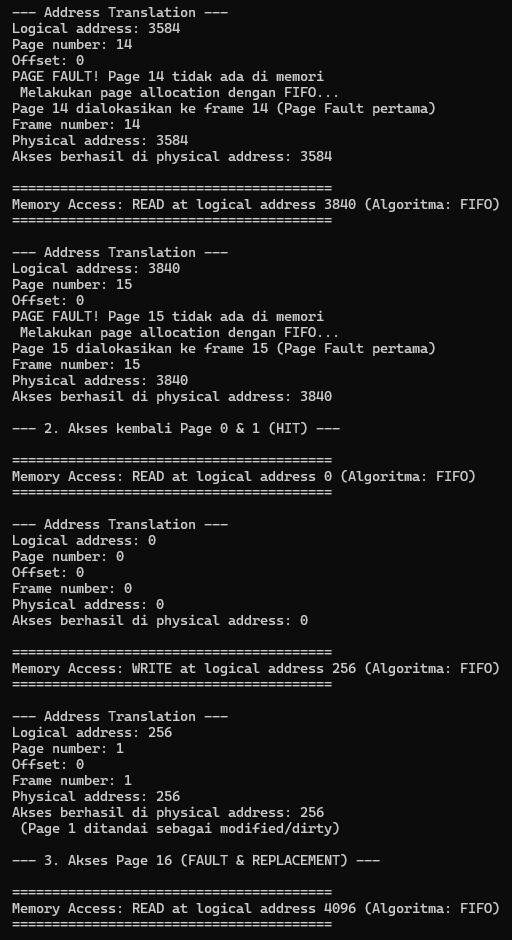 --- Address Translation ---
Logical address: 3584
Page number: 14
Offset: 0
PAGE FAULT! Page 14 tidak ada di memori
 Melakukan page allocation dengan FIFO...
Page 14 dialokasikan ke frame 14 (Page Fault pertama)
Frame number: 14
Physical address: 3584
Akses berhasil di physical address: 3584
========================================
Memory Access: READ at logical address 3840 (Algoritma: FIFO)
========================================
--- Address Translation ---
Logical address: 3840
Page number: 15
Offset: 0
PAGE FAULT! Page 15 tidak ada di memori
 Melakukan page allocation dengan FIFO...
Page 15 dialokasikan ke frame 15 (Page Fault pertama)
Frame number: 15
Physical address: 3840
Akses berhasil di physical address: 3840
--- 2. Akses kembali Page 0 & 1 (HIT) ---
========================================
Memory Access: READ at logical address 0 (Algoritma: FIFO)
========================================
--- Address Translation ---
Logical address: 0
Page number: 0
Offset: 0
Frame number: 0
Physical address: 0
Akses berhasil di physical address: 0
========================================
Memory Access: WRITE at logical address 256 (Algoritma: FIFO)
========================================
--- Address Translation ---
Logical address: 256
Page number: 1
Offset: 0
Frame number: 1
Physical address: 256
Akses berhasil di physical address: 256
 (Page 1 ditandai sebagai modified/dirty)
--- 3. Akses Page 16 (FAULT & REPLACEMENT) ---
========================================
Memory Access: READ at logical address 4096 (Algoritma: FIFO)
========================================